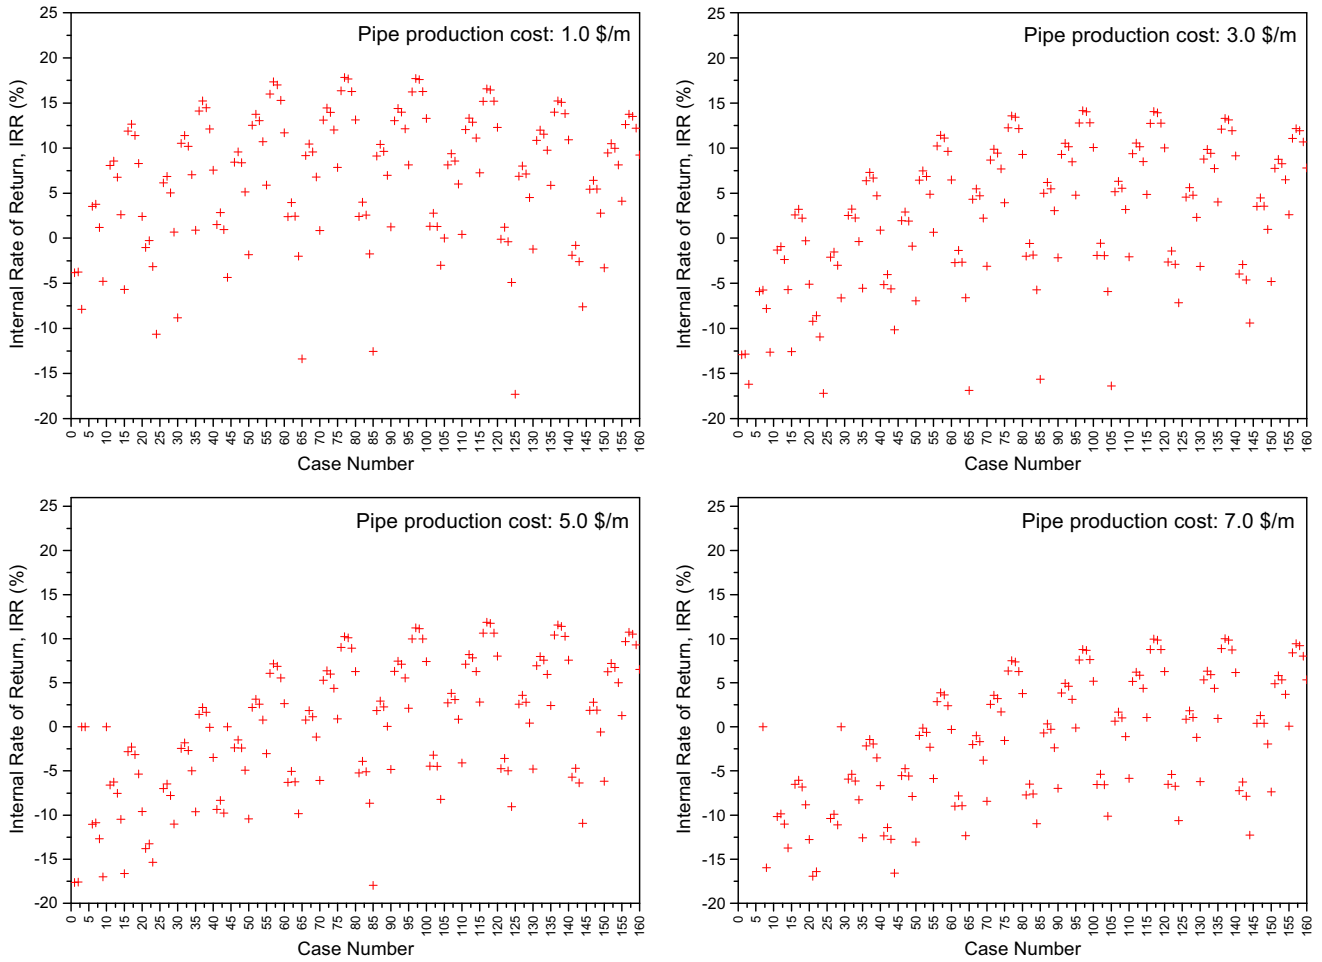 Pipe production cost: 1.0 $/m
Internal Rate of Return, IRR (%)
25
20
15
10
5
0
-5
-10
-15
-20
0 5 10 15 20 25 30 35 40 45 50 55 60 65 70 75 80 85 90 95 100 105 110 115 120 125 130 135 140 145 150 155 160
Case Number
Pipe production cost: 3.0 $/m
Internal Rate of Return, IRR (%)
25
20
15
10
5
0
-5
-10
-15
-20
0 5 10 15 20 25 30 35 40 45 50 55 60 65 70 75 80 85 90 95 100 105 110 115 120 125 130 135 140 145 150 155 160
Case Number
Pipe production cost: 5.0 $/m
Internal Rate of Return, IRR (%)
25
20
15
10
5
0
-5
-10
-15
-20
0 5 10 15 20 25 30 35 40 45 50 55 60 65 70 75 80 85 90 95 100 105 110 115 120 125 130 135 140 145 150 155 160
Case Number
Pipe production cost: 7.0 $/m
Internal Rate of Return, IRR (%)
25
20
15
10
5
0
-5
-10
-15
-20
0 5 10 15 20 25 30 35 40 45 50 55 60 65 70 75 80 85 90 95 100 105 110 115 120 125 130 135 140 145 150 155 160
Case Number